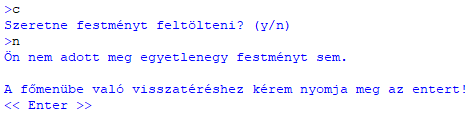 >c
Szeretne festményt feltölteni? (y/n)
>n
Ön nem adott meg egyetlenegy festményt sem.
A főmenübe való visszatéréshez kérem nyomja meg az entert!
<< Enter >>